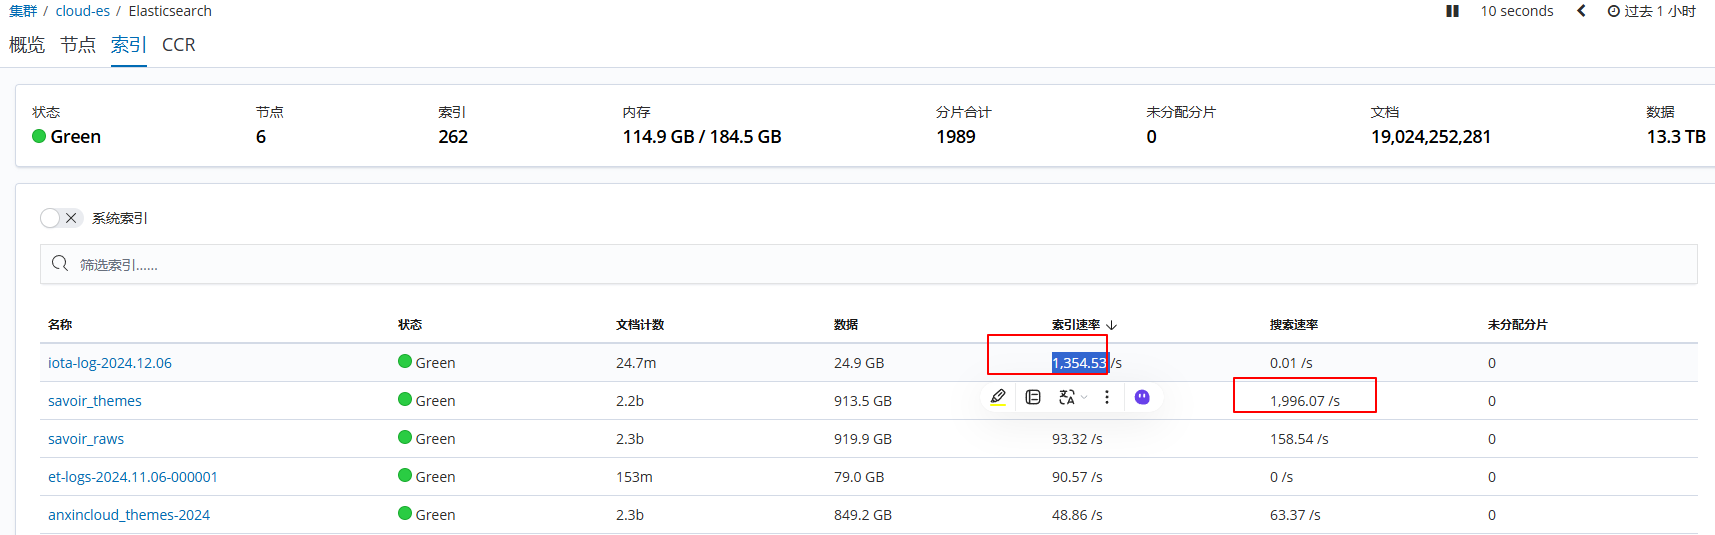 集群 / cloud-es / Elasticsearch 10 seconds 过去 1 小时
概览 节点 索引 CCR
状态 节点 索引 内存 分片合计 未分配分片 文档 数据
Green 6 262 114.9 GB / 184.5 GB 1989 0 19,024,252,281 13.3 TB
系统索引
筛选索引……
名称 状态 文档计数 数据 索引速率 搜索速率 未分配分片
iota-log-2024.12.06 Green 24.7m 24.9 GB 1,354.53 /s 0.01 /s 0
savoir_themes Green 2.2b 913.5 GB 1,996.07 /s 0
savoir_raws Green 2.3b 919.9 GB 93.32 /s 158.54 /s 0
et-logs-2024.11.06-000001 Green 153m 79.0 GB 90.57 /s 0 /s 0
anxincloud_themes-2024 Green 2.3b 849.2 GB 48.86 /s 63.37 /s 0